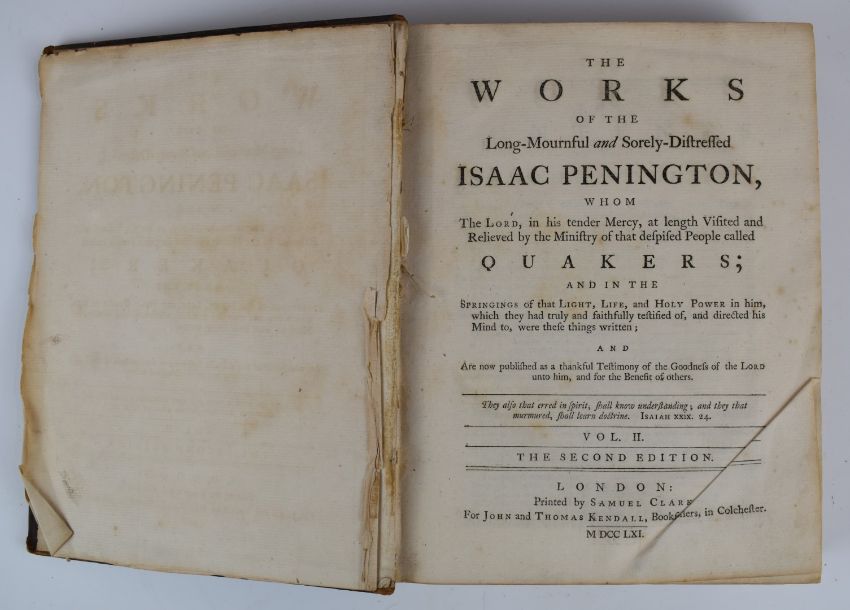 THE
WORKS
OF THE
Long-Mournful and Sorely-Diſtreſſed
ISAAC PENINGTON,
WHOM
The LORD, in his tender Mercy, at length Viſited and
Relieved by the Miniſtry of that deſpiſed People called
QUAKERS;
AND IN THE
SPRINGINGS of that LIGHT, LIFE, and HOLY POWER in him,
which they had truly and faithfully teſtified of, and directed his
Mind to, were theſe things written;
AND
Are now publiſhed as a thankful Teſtimony of the Goodneſs of the LORD
unto him, and for the Benefit of others.
They alſo that erred in ſpirit, ſhall know underſtanding; and they that
murmured, ſhall learn doctrine. ISAIAH XXIX. 24.
VOL. II.
THE SECOND EDITION.
LONDON:
Printed by SAMUEL CLARK
For JOHN and THOMAS KENDALL, Bookſellers, in Colcheſter.
M DCC LXI.